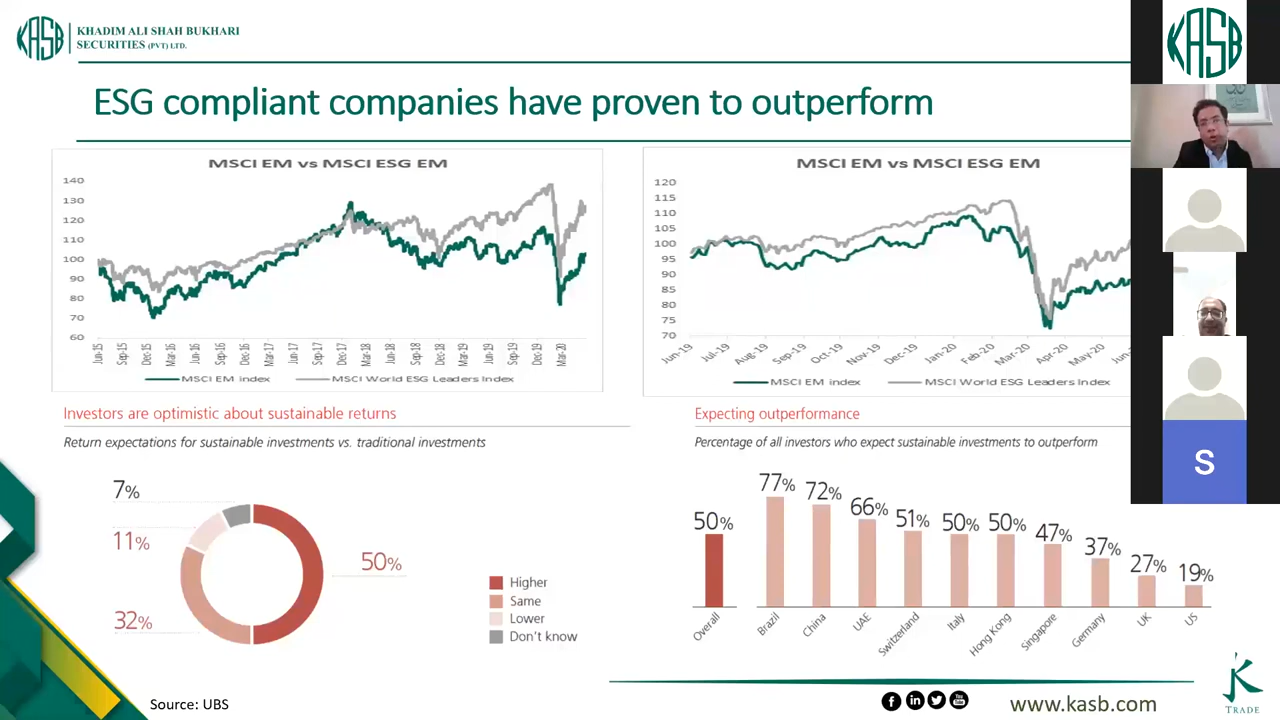 KASB
KHADIM ALI SHAH BUKHARI
SECURITIES (PVT) LTD.
KASB
ESG compliant companies have proven to outperform
MSCI EM vs MSCI ESG EM
140
130
120
110
100
90
80
70
60
Jun-15
Sep-15
Dec-15
Mar-16
Jun-16
Sep-16
Dec-16
Mar-17
Jun-17
Sep-17
Dec-17
Mar-18
Jun-18
Sep-18
Dec-18
Mar-19
Jun-19
Sep-19
Dec-19
Mar-20
MSCI EM index
MSCI World ESG Leaders Index
MSCI EM vs MSCI ESG EM
120
115
110
105
100
95
90
85
80
75
70
Jun-19
Jul-19
Aug-19
Sep-19
Oct-19
Nov-19
Dec-19
Jan-20
Feb-20
Mar-20
Apr-20
May-20
MSCI EM index
MSCI World ESG Leaders Index
Investors are optimistic about sustainable returns
Return expectations for sustainable investments vs. traditional investments
7%
11%
32%
50%
Higher
Same
Lower
Don't know
Expecting outperformance
Percentage of all investors who expect sustainable investments to outperform
50%
77%
72%
66%
51%
50%
50%
47%
37%
27%
19%
Overall
Brazil
China
UAE
Switzerland
Italy
Hong Kong
Singapore
Germany
UK
US
S
Source: UBS
www.kasb.com
K
TRADE